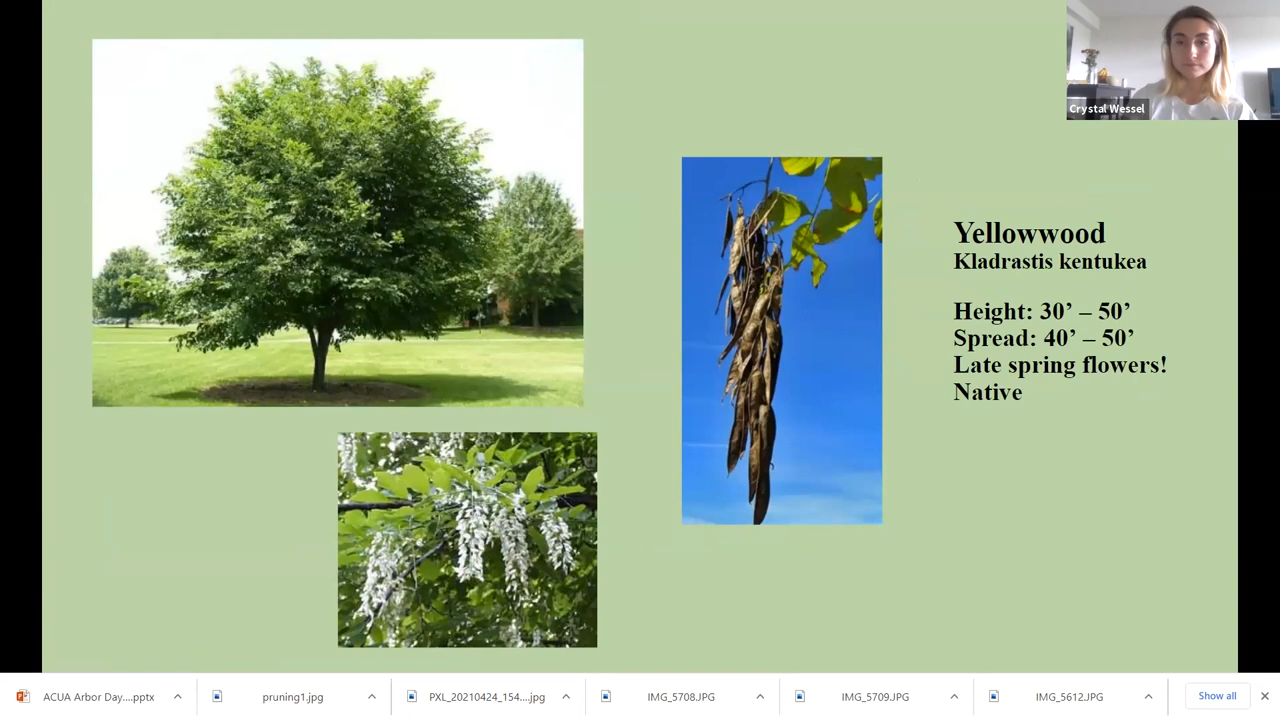 Crystal Wessel
Yellowwood
Kladrastis kentukea
Height: 30’ – 50’
Spread: 40’ – 50’
Late spring flowers!
Native
ACUA Arbor Day....pptx
pruning1.jpg
PXL_20210424_154....jpg
IMG_5708.JPG
IMG_5709.JPG
IMG_5612.JPG
Show all